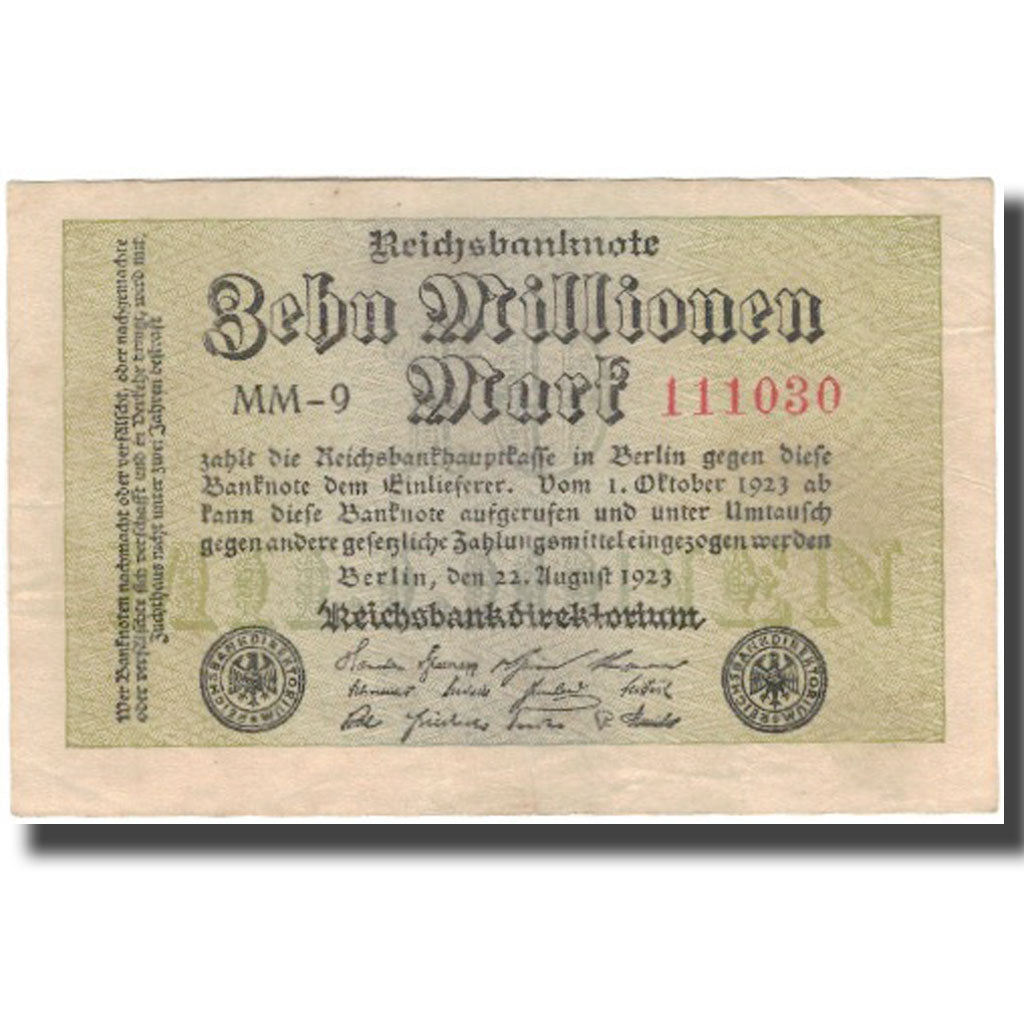 Reichsbanknote
Zehn Millionen
Mark
MM-9
111030
zahlt die Reichsbankhauptkasse in Berlin gegen diese
Banknote dem Einlieferer. Vom 1. Oktober 1923 ab
kann diese Banknote aufgerufen und unter Umtausch
gegen andere gesetzliche Zahlungsmittel eingezogen werden
Berlin, den 22. August 1923
Reichsbankdirektorium
REICHSBANKDIREKTORIUM
REICHSBANKDIREKTORIUM
Wer Banknoten nachmacht oder verfälscht, oder nachgemachte
oder verfälschte sich verschafft und in Verkehr bringt, wird mit
Zuchthaus nicht unter zwei Jahren bestraft